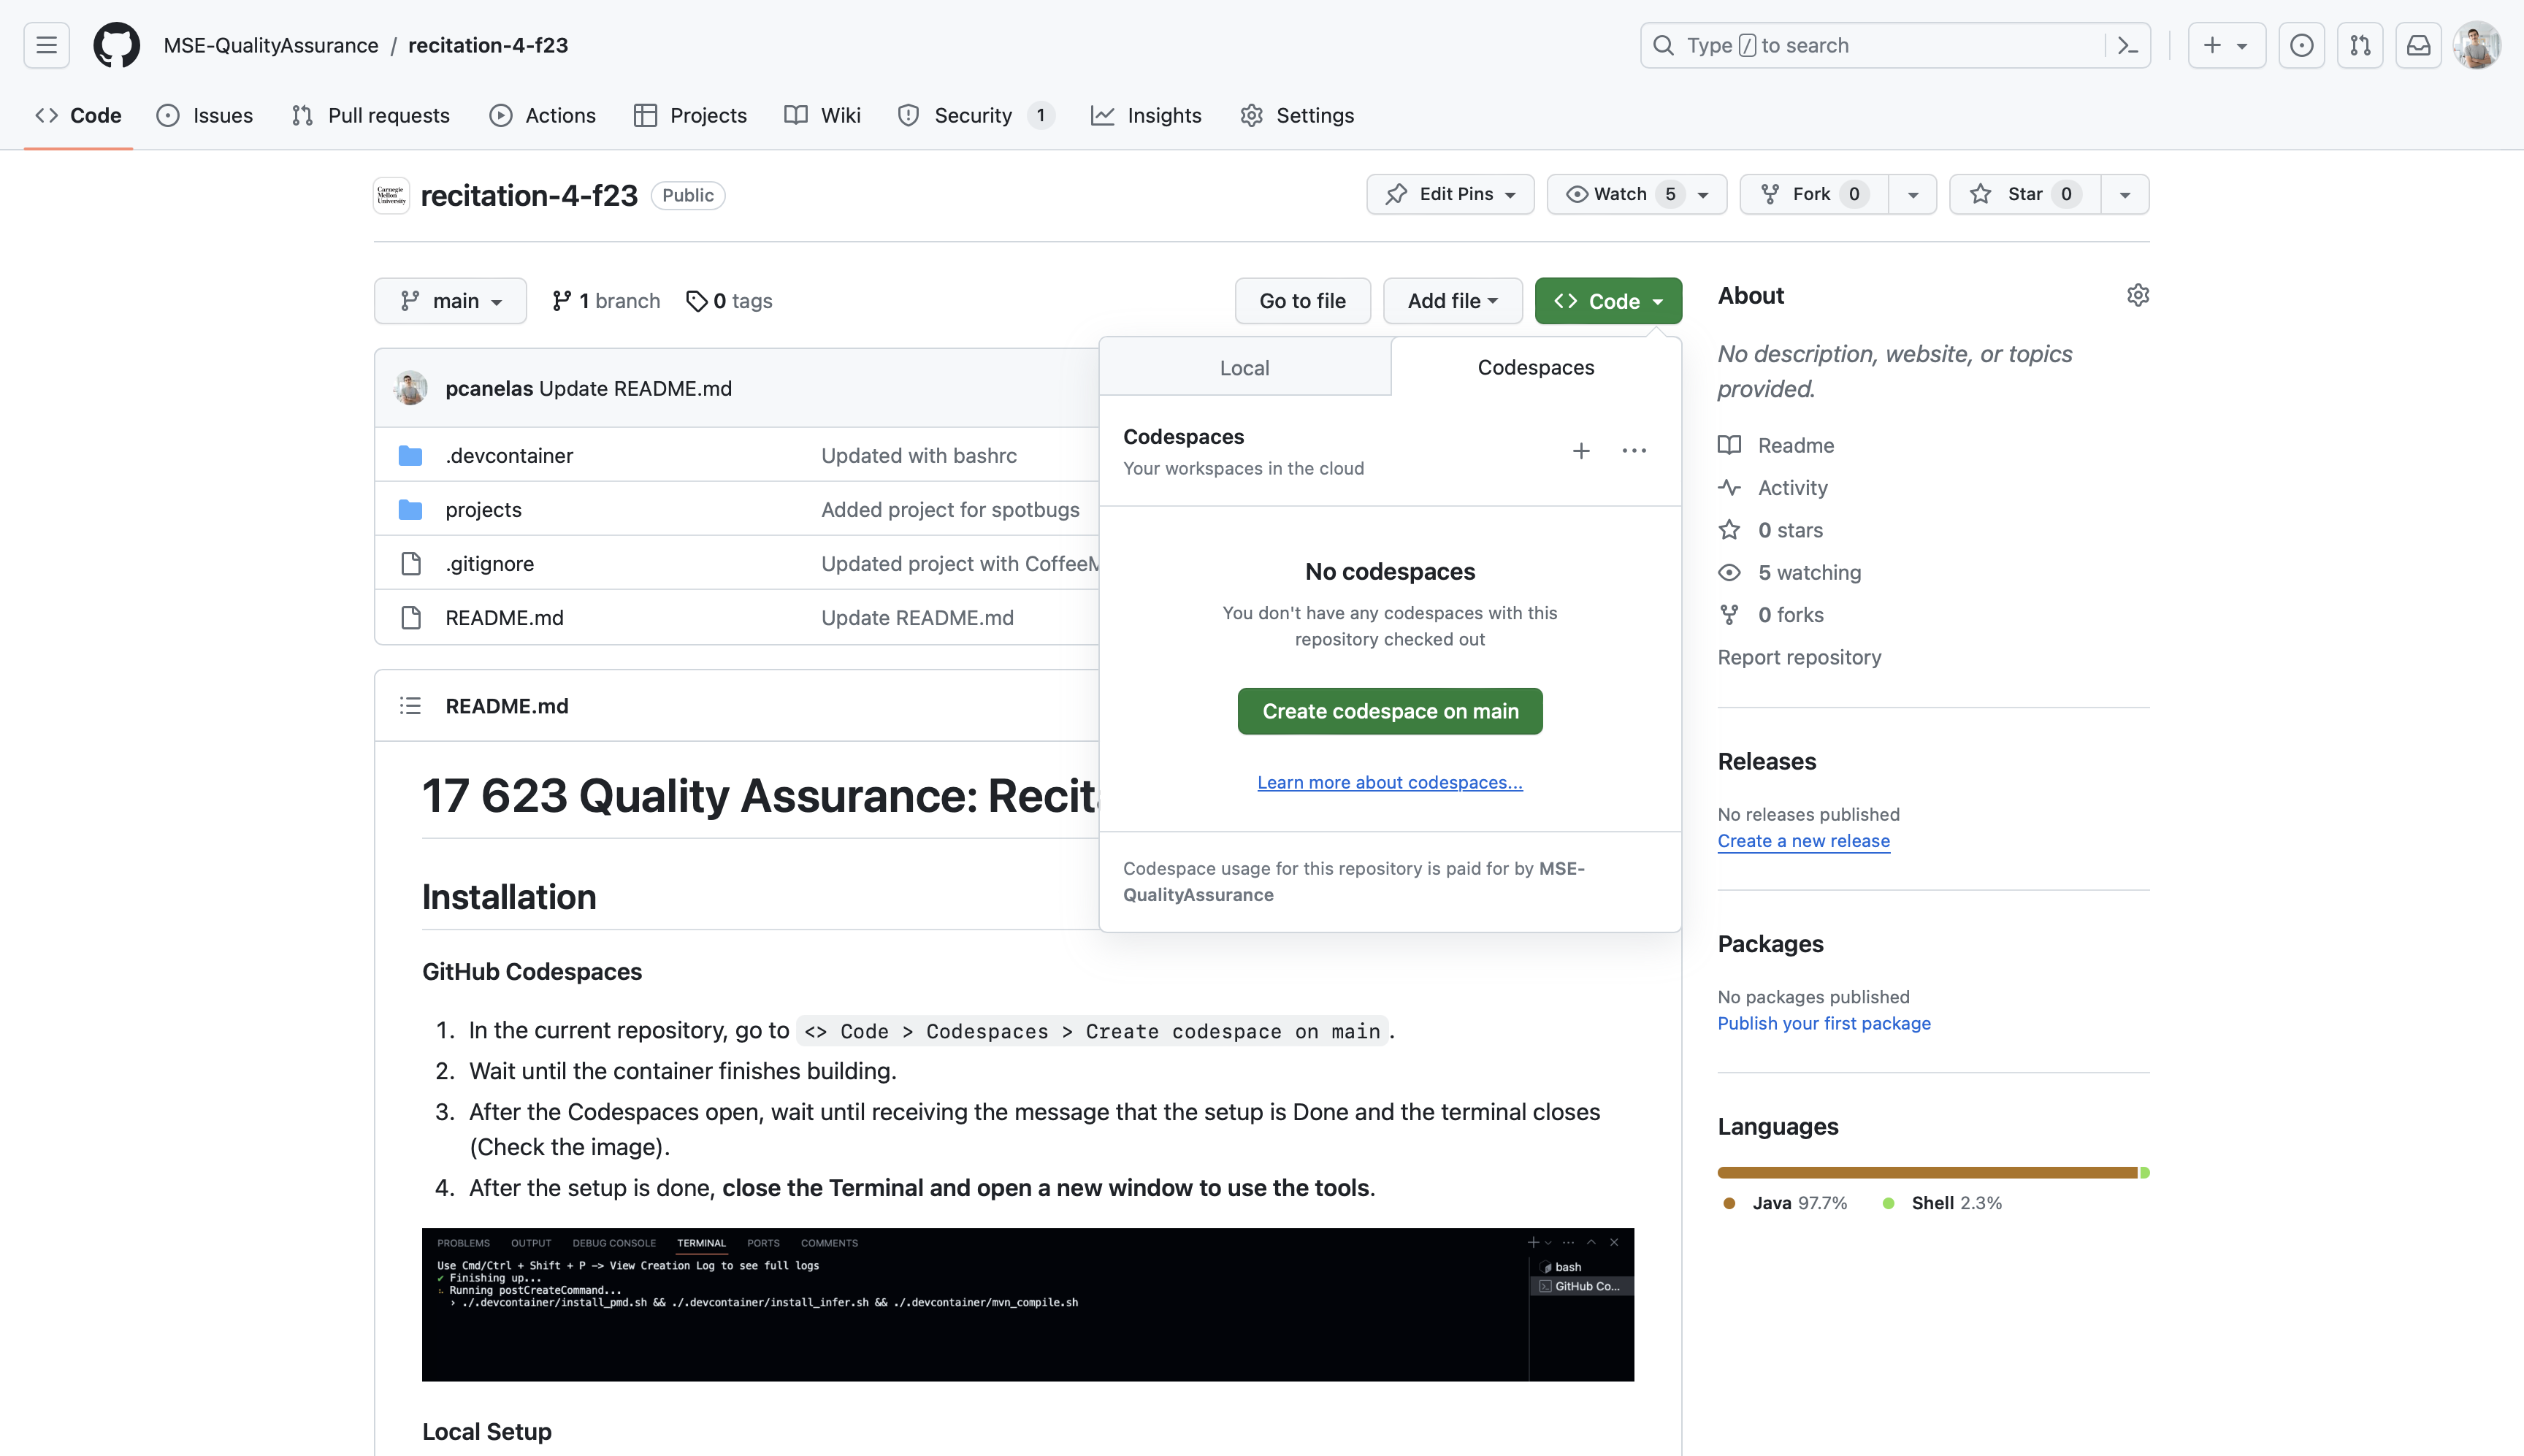 MSE-QualityAssurance / recitation-4-f23
Type / to search
Code
Issues
Pull requests
Actions
Projects
Wiki
Security 1
Insights
Settings
Carnegie
Mellon
University
recitation-4-f23
Public
Edit Pins
Watch 5
Fork 0
Star 0
main
1 branch
0 tags
Go to file
Add file
Code
pcanelas Update README.md
.devcontainer Updated with bashrc
projects Added project for spotbugs
.gitignore Updated project with CoffeeM
README.md Update README.md
Local
Codespaces
Codespaces
Your workspaces in the cloud
No codespaces
You don't have any codespaces with this
repository checked out
Create codespace on main
Learn more about codespaces...
Codespace usage for this repository is paid for by MSE-
QualityAssurance
README.md
17 623 Quality Assurance: Recit
Installation
GitHub Codespaces
1. In the current repository, go to <> Code > Codespaces > Create codespace on main.
2. Wait until the container finishes building.
3. After the Codespaces open, wait until receiving the message that the setup is Done and the terminal closes
(Check the image).
4. After the setup is done, close the Terminal and open a new window to use the tools.
PROBLEMS OUTPUT DEBUG CONSOLE TERMINAL PORTS COMMENTS
Use Cmd/Ctrl + Shift + P -> View Creation Log to see full logs
✔ Finishing up...
Running postCreateCommand...
› ./.devcontainer/install_pmd.sh && ./.devcontainer/install_infer.sh && ./.devcontainer/mvn_compile.sh
bash
GitHub Co...
Local Setup
About
No description, website, or topics
provided.
Readme
Activity
0 stars
5 watching
0 forks
Report repository
Releases
No releases published
Create a new release
Packages
No packages published
Publish your first package
Languages
Java 97.7%
Shell 2.3%